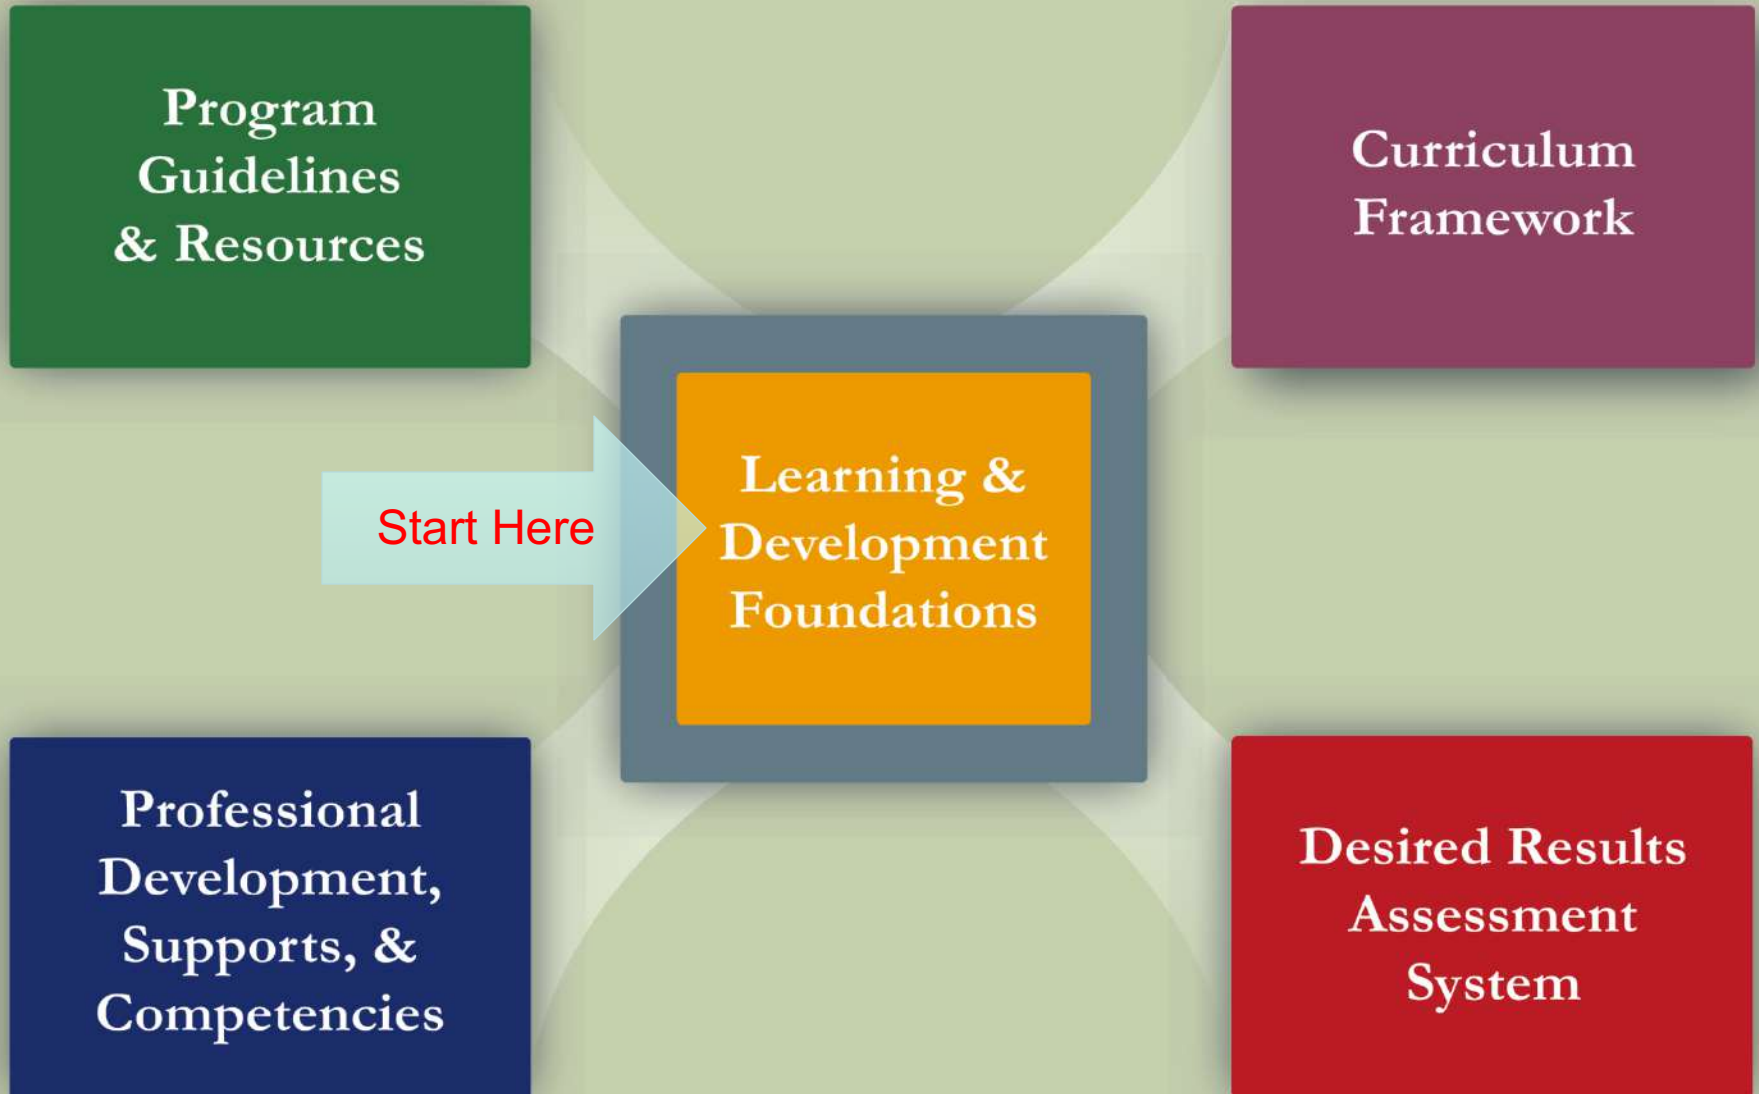 Program
Guidelines
& Resources
Curriculum
Framework
Start Here
Learning &
Development
Foundations
Professional
Development,
Supports, &
Competencies
Desired Results
Assessment
System